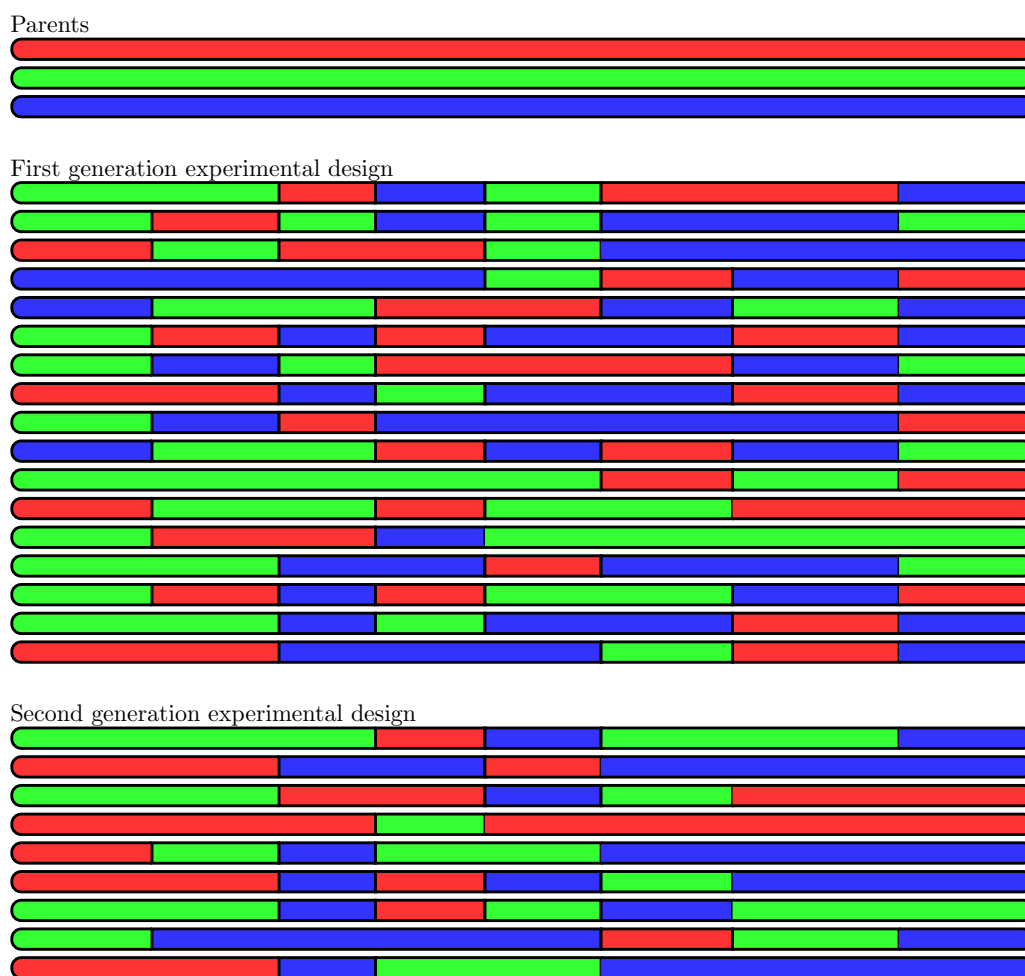 Parents
First generation experimental design
Second generation experimental design